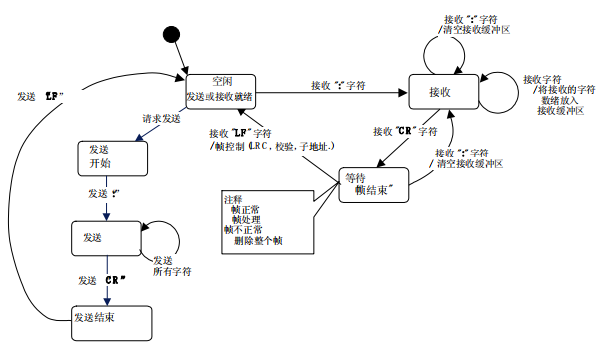 接收":"字符
/清空接收缓冲区
空闲
发送或接收就绪
接收":"字符
接收
接收字符
/将接收的字符
数绪放入
接收缓冲区
发送 "LF"
请求发送
接收"LF"字符
/帧控制 (LRC, 校验,子地址.)
接收"CR"字符
接收":"字符
/清空接收缓冲区
发送
开始
等待
"帧结束"
发送 ":"
注释
帧正常
帧处理
帧不正常
删除整个帧
发送
发送
所有字符
发送 "CR"
发送结束